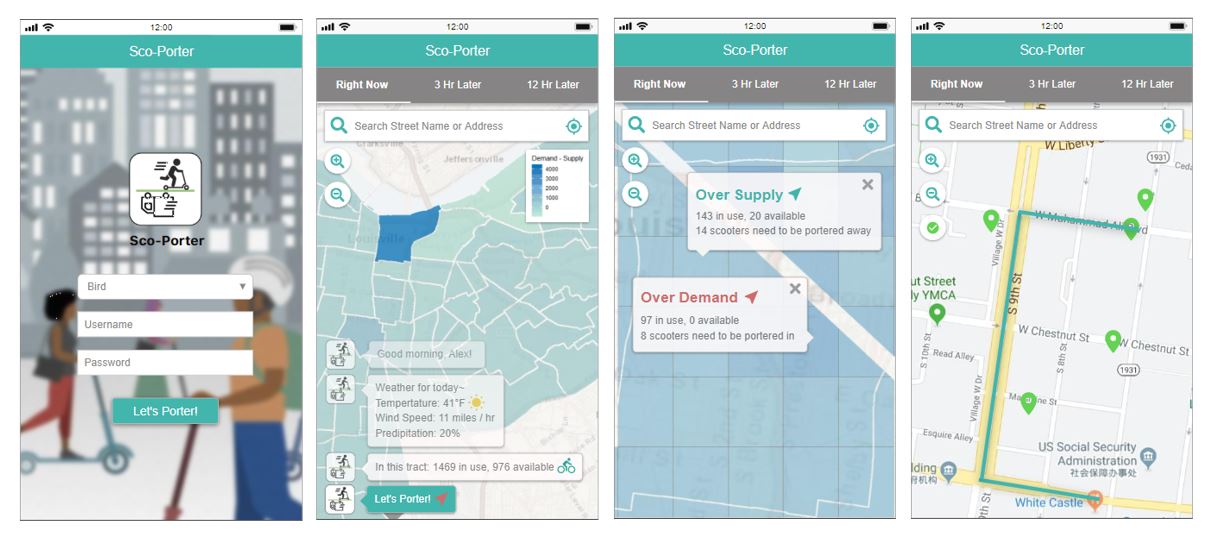 12:00
Sco-Porter
Sco-Porter
Bird
Username
Password
Let's Porter!
12:00
Sco-Porter
Right Now
3 Hr Later
12 Hr Later
Search Street Name or Address
Clarksville
Jeffersonville
Demand - Supply
4000
3000
2000
1000
0
Louisville
Good morning, Alex!
Weather for today~
Tempertature: 41°F
Wind Speed: 11 miles / hr
Predipitation: 20%
In this tract: 1469 in use, 976 available
Let's Porter!
12:00
Sco-Porter
Right Now
3 Hr Later
12 Hr Later
Search Street Name or Address
Over Supply
143 in use, 20 available
14 scooters need to be portered away
Over Demand
97 in use, 0 available
8 scooters need to be portered in
12:00
Sco-Porter
Right Now
3 Hr Later
12 Hr Later
Search Street Name or Address
W Liberty
1931
Village W Dr
S 9th St
ut Street
ly YMCA
W Chestnut St
W Chestnut St
S 10th St
Read Alley
S 8th St
1931
Village W Dr
Esquire Alley
US Social Security
Administration
社会保障办事处
lding
府机构
White Castle
9th St